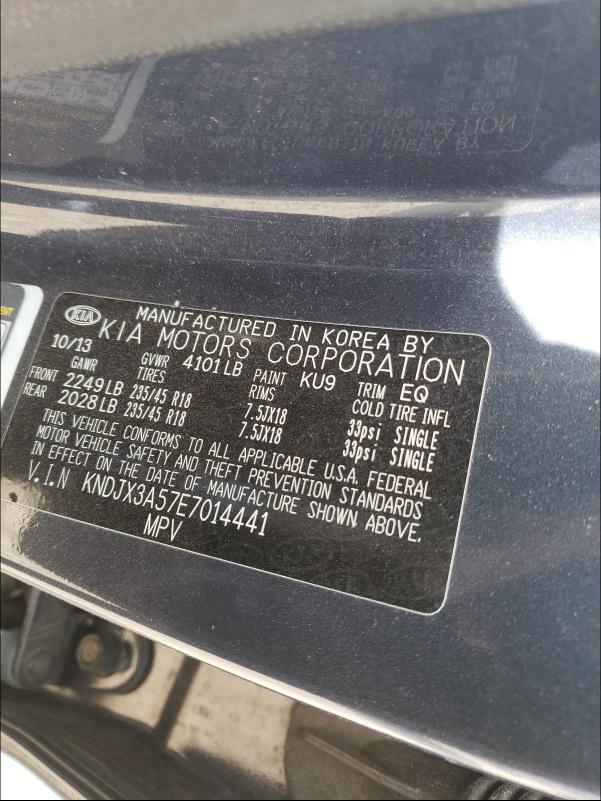 KIA
MANUFACTURED IN KOREA BY
KIA MOTORS CORPORATION
10/13 GVWR 4101 LB PAINT KU9 TRIM EQ
GAWR TIRES RIMS COLD TIRE INFL
FRONT 2249 LB 235/45 R18 7.5JX18 33psi SINGLE
REAR 2028 LB 235/45 R18 7.5JX18 33psi SINGLE
THIS VEHICLE CONFORMS TO ALL APPLICABLE U.S.A. FEDERAL
MOTOR VEHICLE SAFETY AND THEFT PREVENTION STANDARDS
IN EFFECT ON THE DATE OF MANUFACTURE SHOWN ABOVE.
V.I.N KNDJX3A57E7014441
MPV